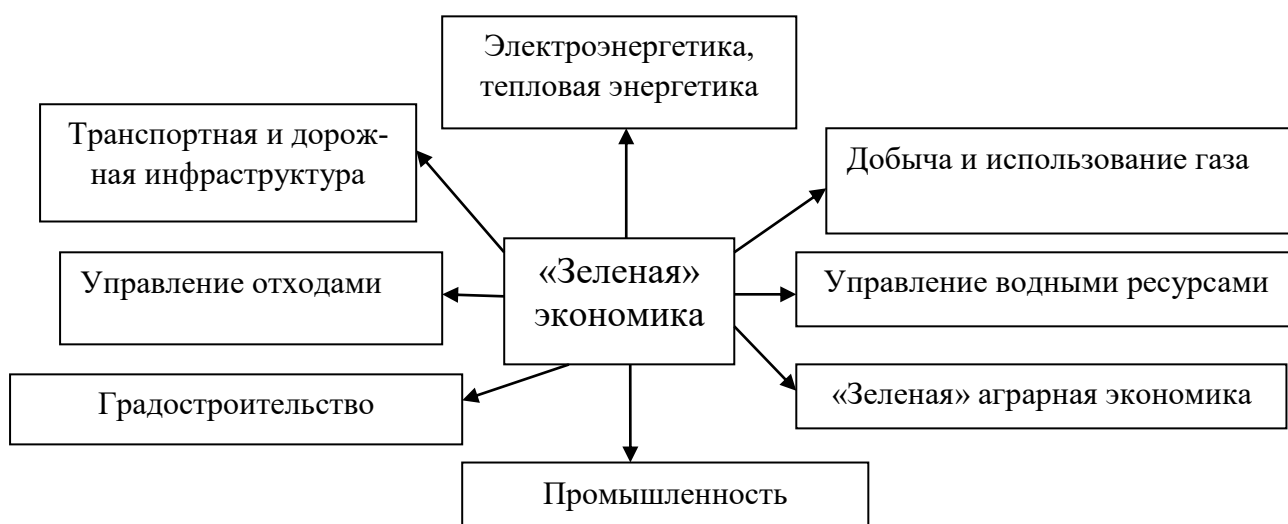 Электроэнергетика,
тепловая энергетика
Транспортная и дорож-
ная инфраструктура
Добыча и использование газа
«Зеленая»
экономика
Управление отходами
Управление водными ресурсами
Градостроительство
«Зеленая» аграрная экономика
Промышленность